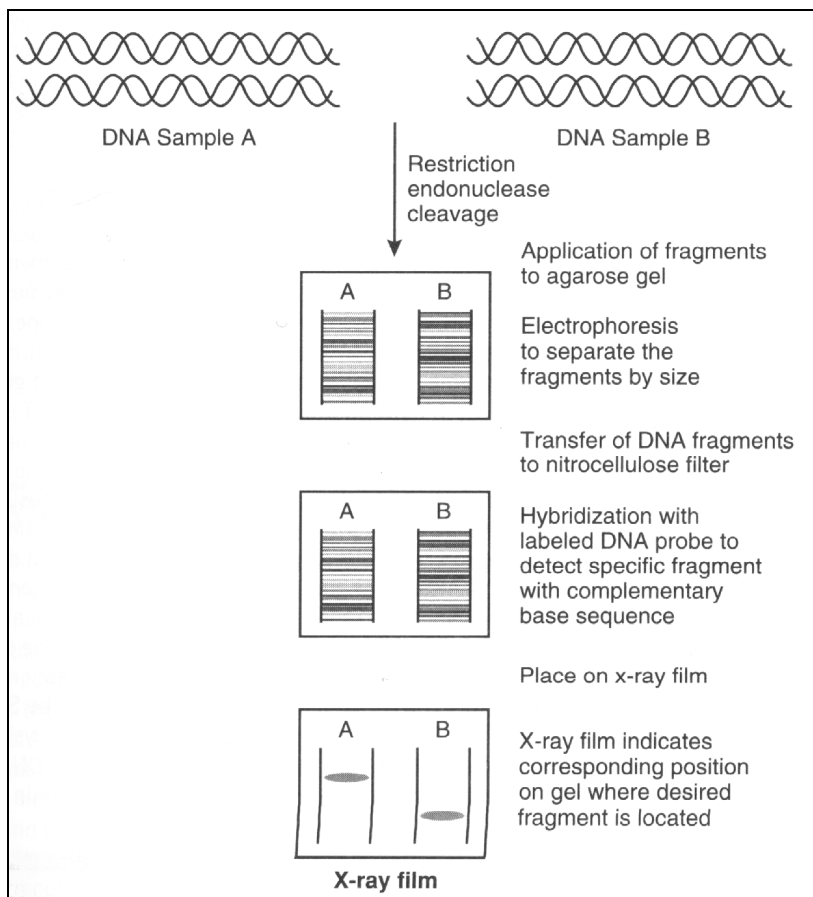 DNA Sample A
DNA Sample B
Restriction
endonuclease
cleavage
Application of fragments
to agarose gel
A B
Electrophoresis
to separate the
fragments by size
Transfer of DNA fragments
to nitrocellulose filter
A B
Hybridization with
labeled DNA probe to
detect specific fragment
with complementary
base sequence
Place on x-ray film
A B
X-ray film indicates
corresponding position
on gel where desired
fragment is located
X-ray film